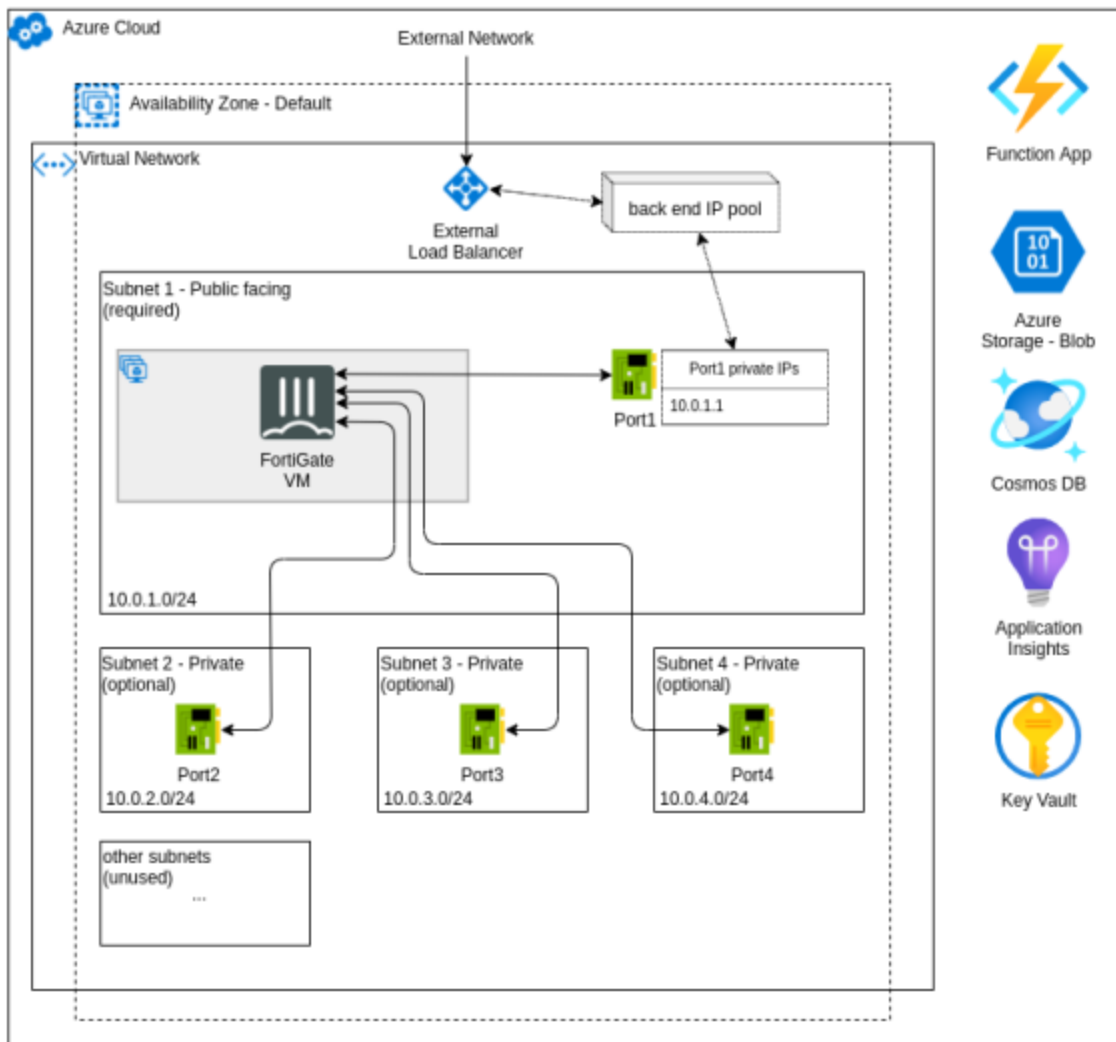 Azure Cloud
External Network
Availability Zone - Default
Virtual Network
External
Load Balancer
back end IP pool
Subnet 1 - Public facing
(required)
FortiGate
VM
Port1
Port1 private IPs
10.0.1.1
10.0.1.0/24
Subnet 2 - Private
(optional)
Port2
10.0.2.0/24
Subnet 3 - Private
(optional)
Port3
10.0.3.0/24
Subnet 4 - Private
(optional)
Port4
10.0.4.0/24
other subnets
(unused)
...
Function App
10
01
Azure
Storage - Blob
Cosmos DB
Application
Insights
Key Vault